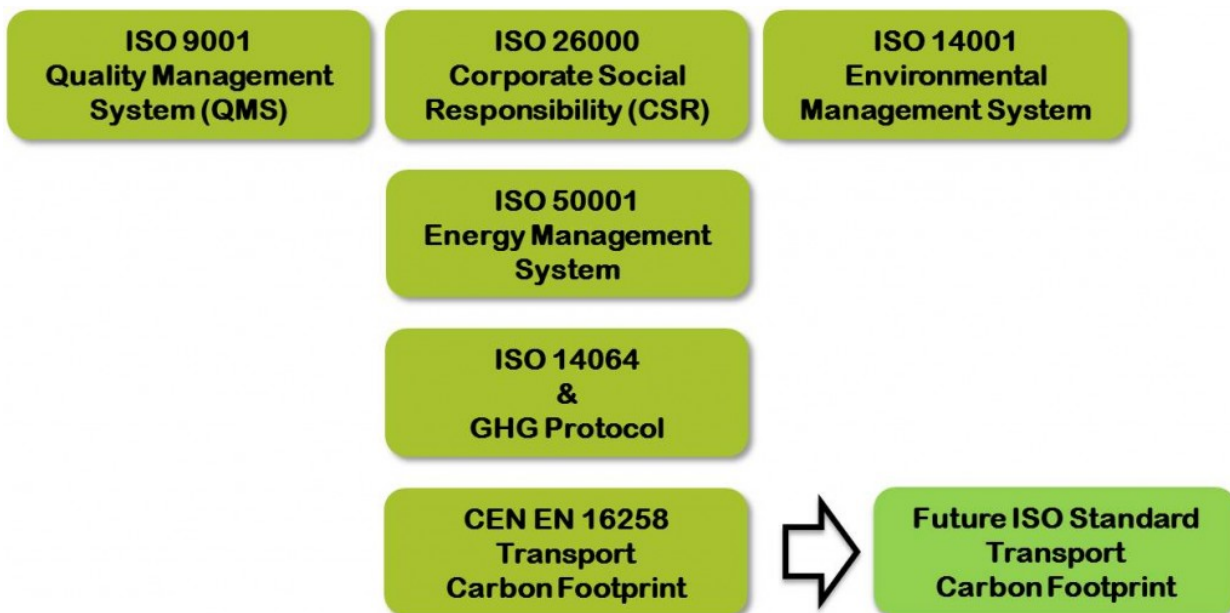 ISO 9001
Quality Management
System (QMS)
ISO 26000
Corporate Social
Responsibility (CSR)
ISO 14001
Environmental
Management System
ISO 50001
Energy Management
System
ISO 14064
&
GHG Protocol
CEN EN 16258
Transport
Carbon Footprint
Future ISO Standard
Transport
Carbon Footprint